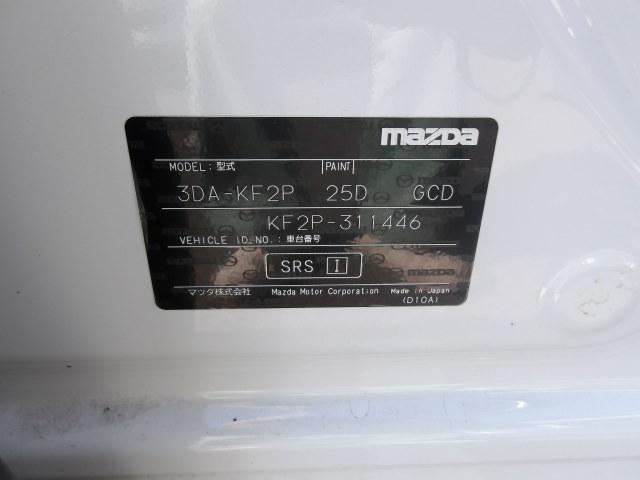 mazda
MODEL:型式 PAINT
3DA-KF2P 25D GCD
KF2P-311446
VEHICLE ID.NO.:車台番号
SRS I
mazda
マツダ株式会社 Mazda Motor Corporation Made in Japan
(D10A)